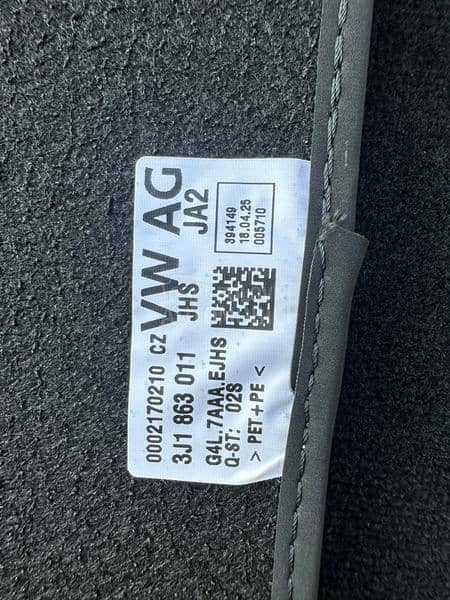 0002170210 CZ VW AG
3J1 863 011 JHS JA2
G4L.7AAA.EJHS
Q-ST: 02S
> PET+PE <
394149
18.04.25
005710